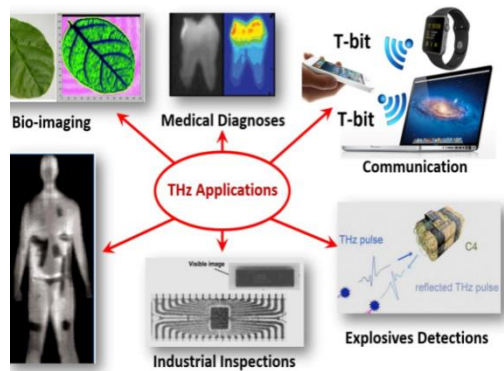 T-bit
T-bit
Bio-imaging
Medical Diagnoses
Communication
THz Applications
Visible image
THz pulse
C4
reflected THz pulse
Industrial Inspections
Explosives Detections